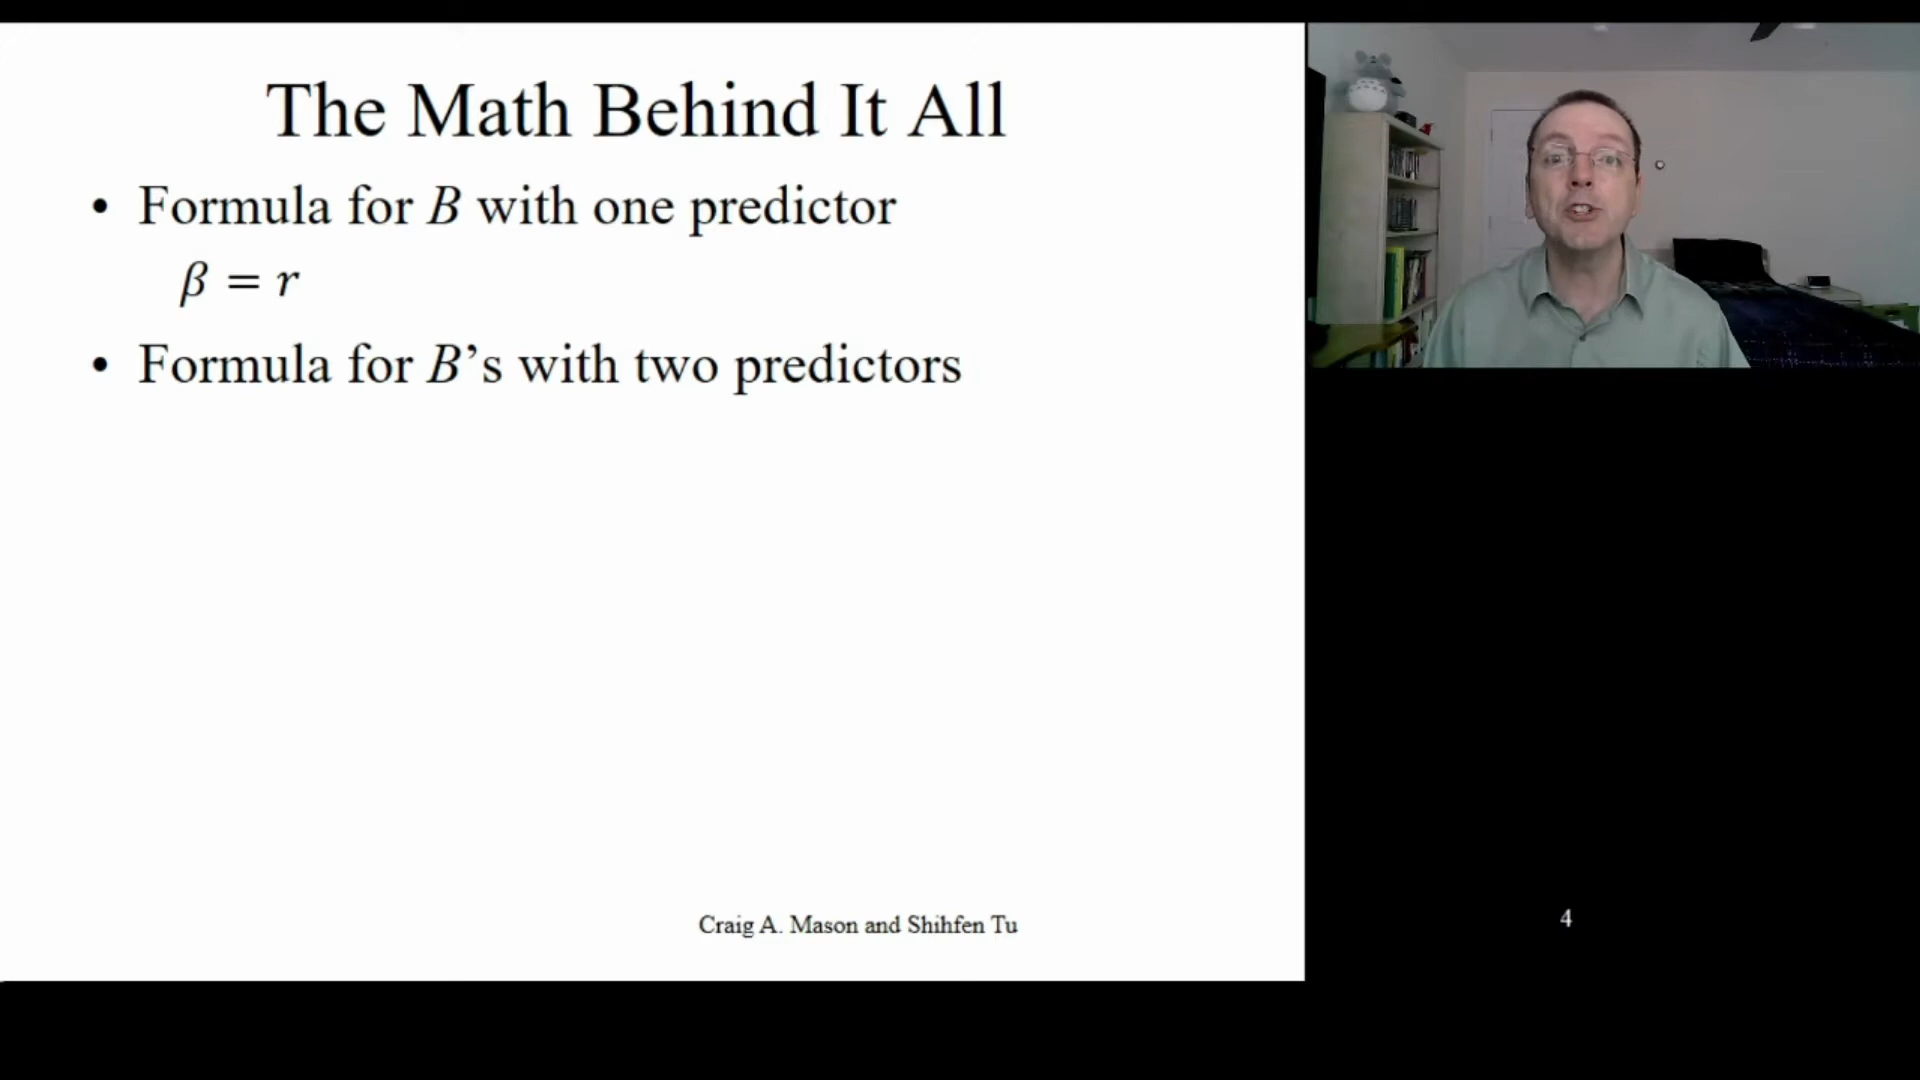 The Math Behind It All
• Formula for B with one predictor
β = r
• Formula for B’s with two predictors
Craig A. Mason and Shihfen Tu
4